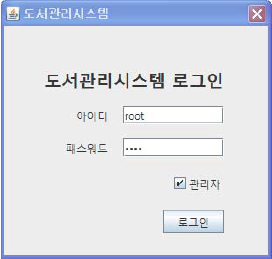 도서관리시스템
도서관리시스템 로그인
아이디 root
패스워드 ••••
관리자
로그인